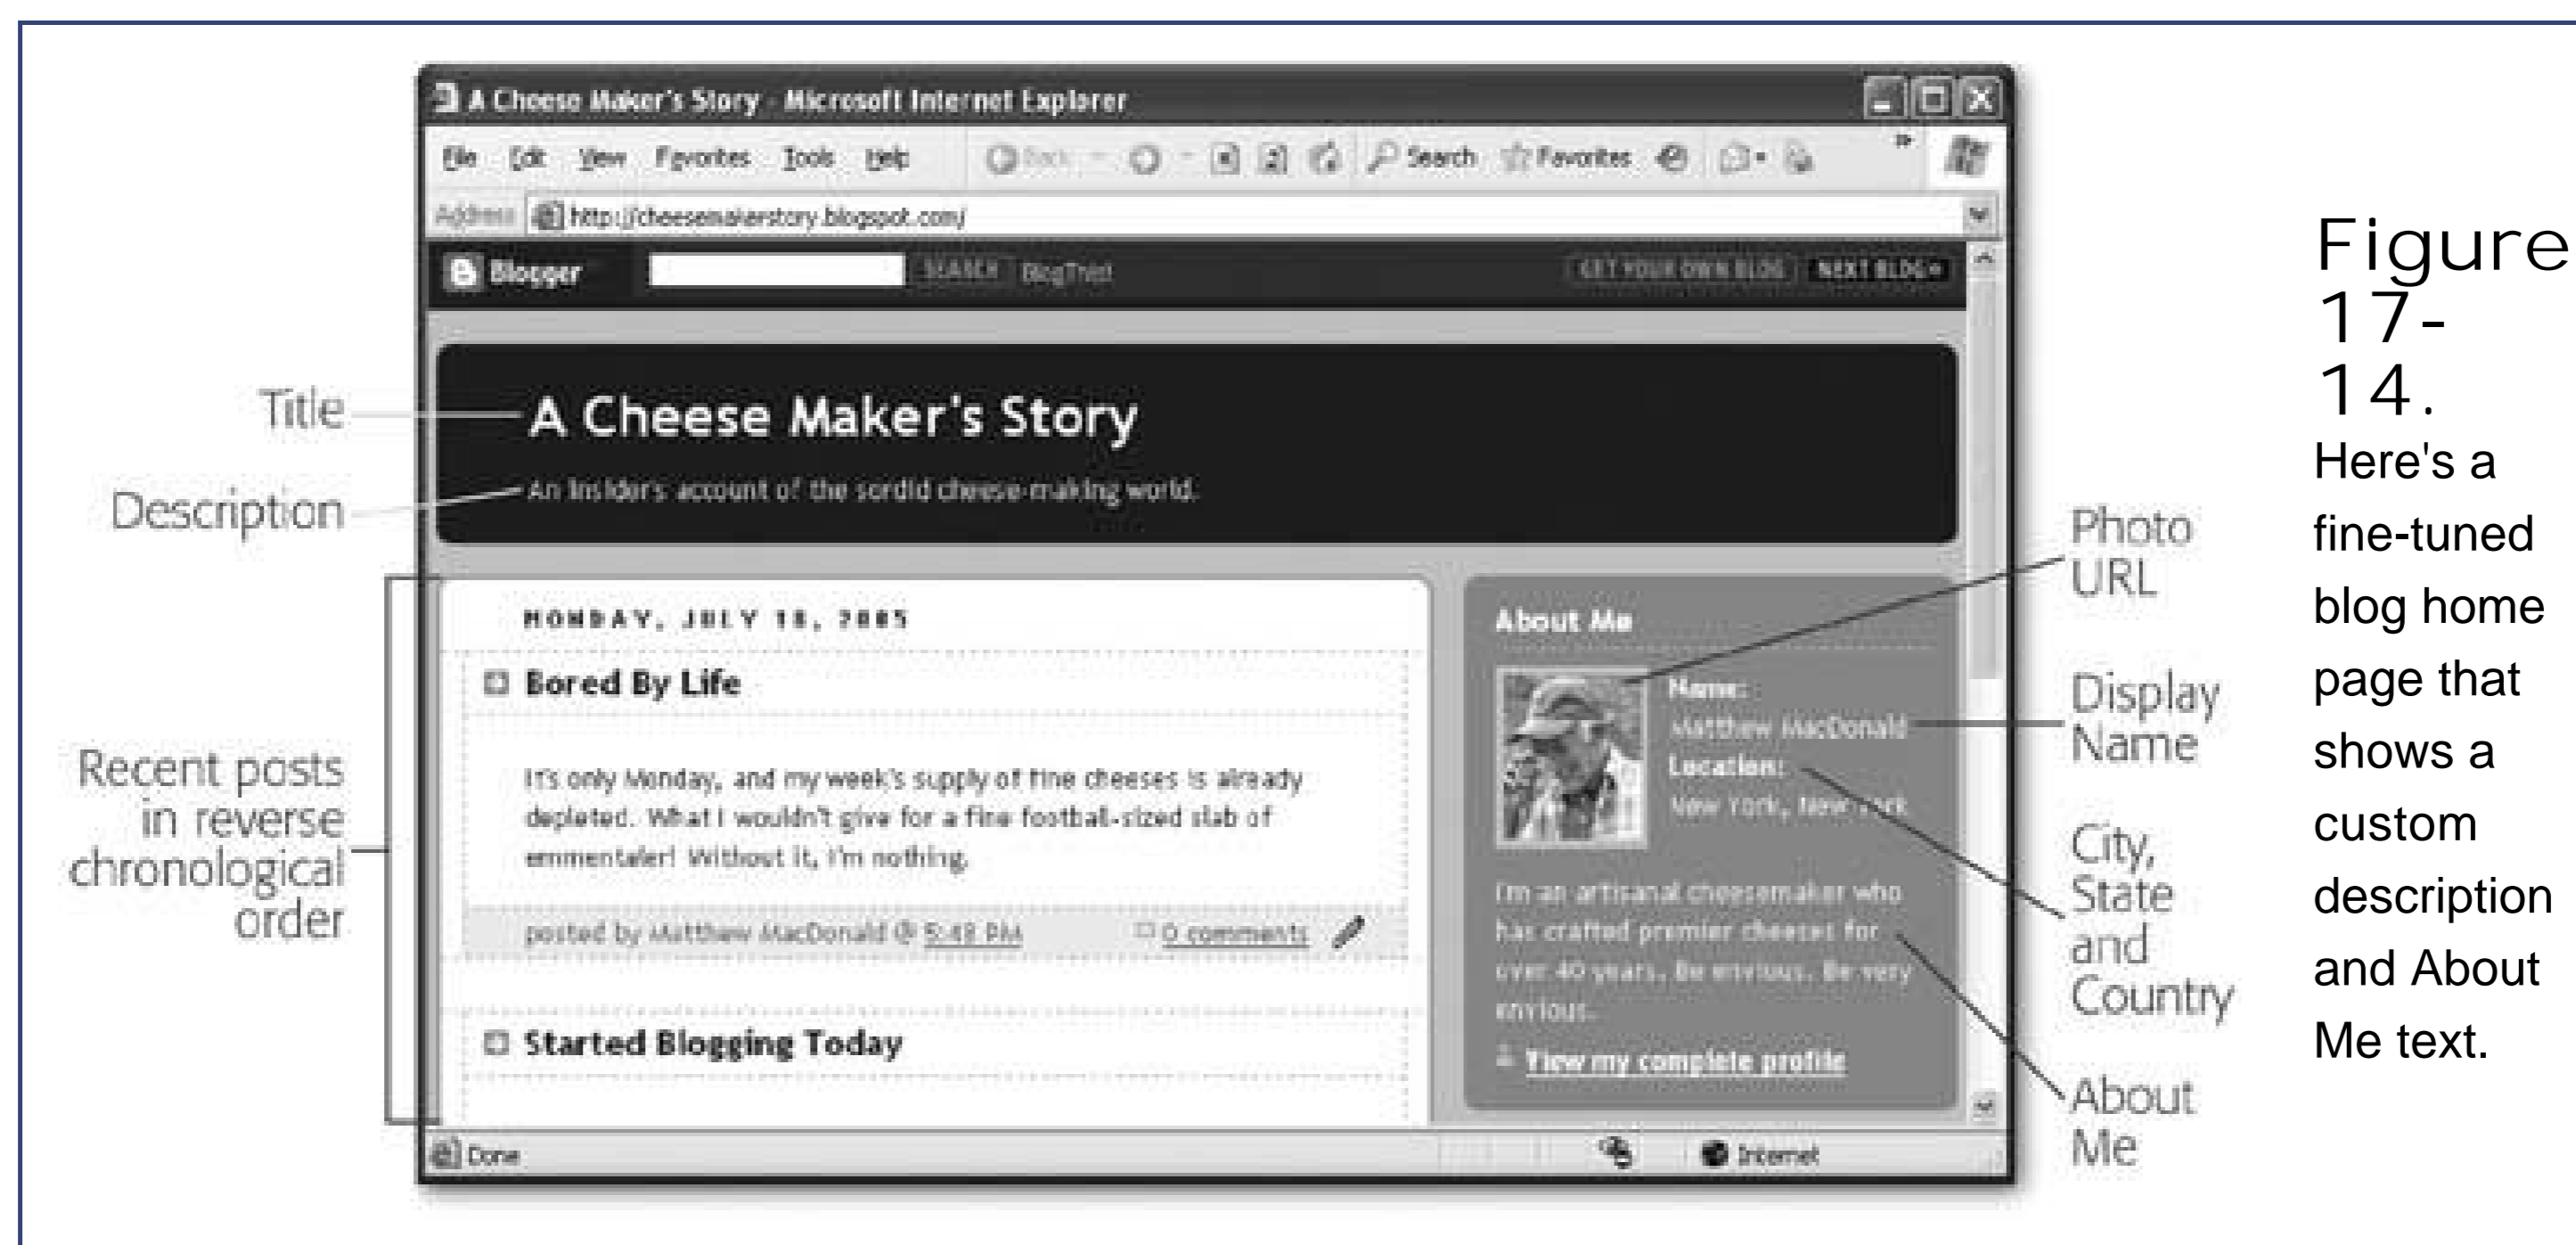 A Cheese Maker's Story - Microsoft Internet Explorer
File Edit View Favorites Tools Help Back Search Favorites
Address http://cheesemakerstory.blogspot.com/
Blogger SEARCH BlogThis! GET YOUR OWN BLOG NEXT BLOG»
Title
A Cheese Maker's Story
Description
An insider's account of the sordid cheese-making world.
Recent posts
in reverse
chronological
order
MONDAY, JULY 18, 2005
Bored By Life
It's only Monday, and my week's supply of fine cheeses is already
depleted. What I wouldn't give for a fine football-sized slab of
emmentaler! Without it, I'm nothing.
posted by Matthew MacDonald @ 5:48 PM 0 comments
Started Blogging Today
About Me
Name:
Matthew MacDonald
Location:
New York, New York
I'm an artisanal cheesemaker who
has crafted premier cheeses for
over 40 years. Be envious. Be very
envious.
View my complete profile
Done Internet
Photo
URL
Display
Name
City,
State
and
Country
About
Me
Figure
17-
14.
Here's a
fine-tuned
blog home
page that
shows a
custom
description
and About
Me text.